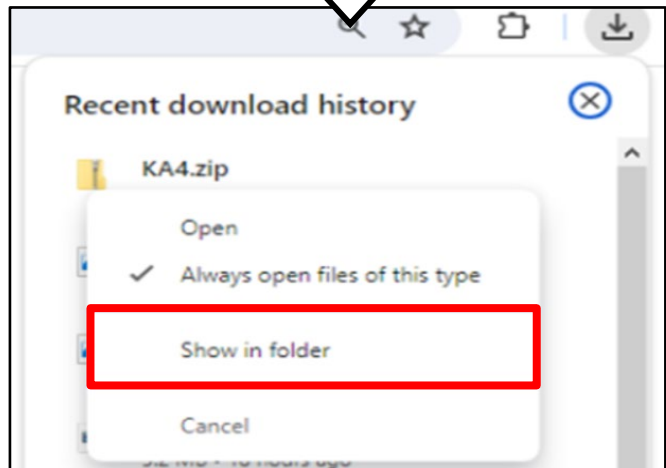 Recent download history
KA4.zip
Open
Always open files of this type
Show in folder
Cancel